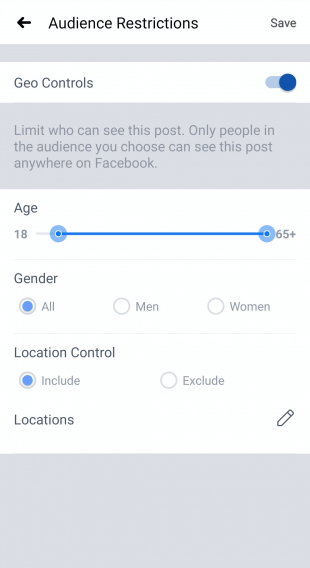 Audience Restrictions Save
Geo Controls
Limit who can see this post. Only people in
the audience you choose can see this post
anywhere on Facebook.
Age
18 65+
Gender
All Men Women
Location Control
Include Exclude
Locations